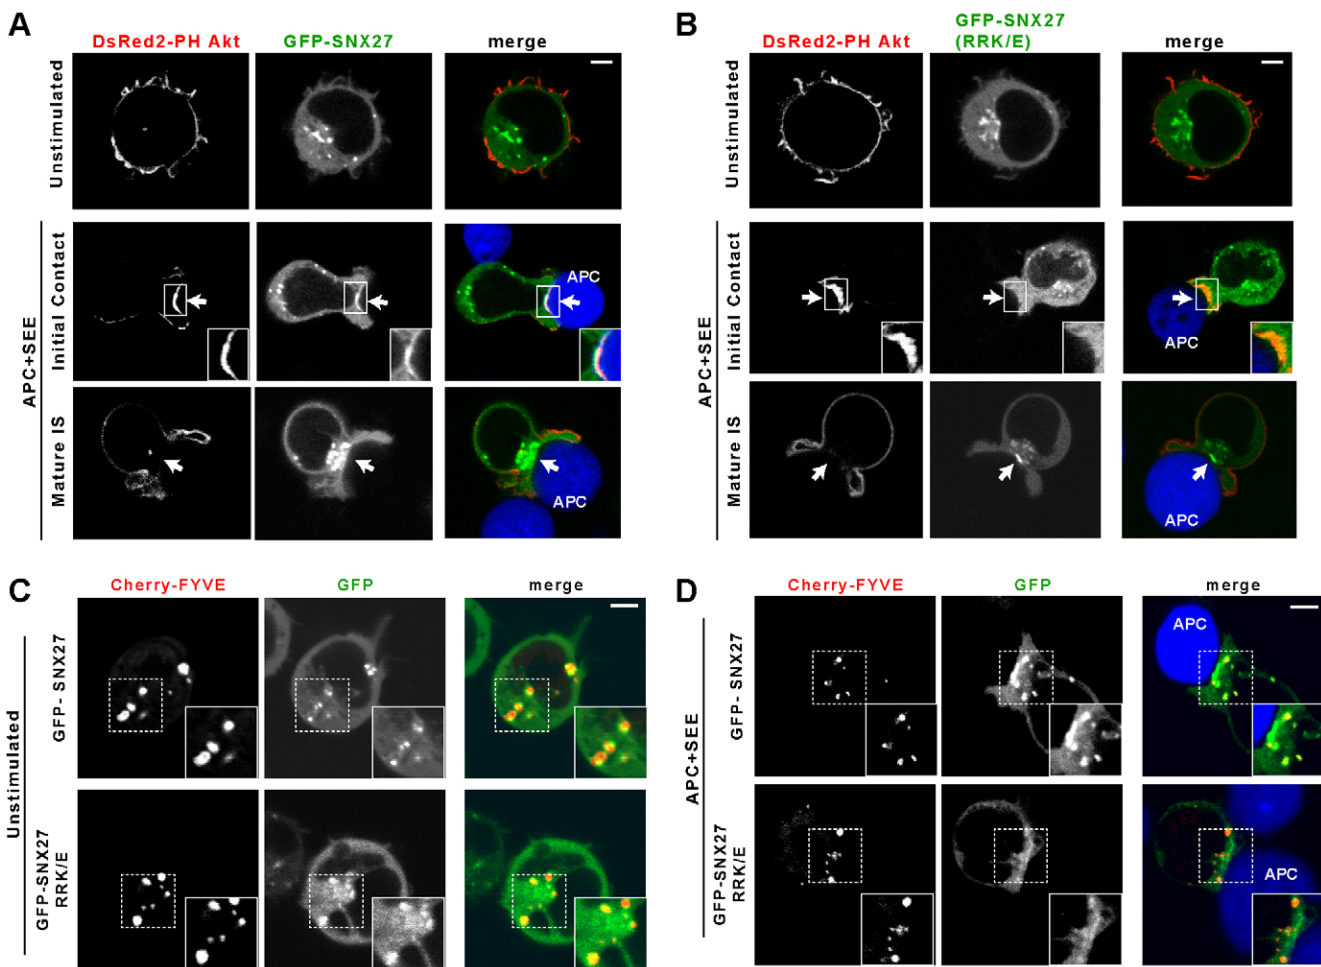 A
DsRed2-PH Akt
GFP-SNX27
merge
Unstimulated
APC+SEE
Initial Contact
APC
Mature IS
APC
B
DsRed2-PH Akt
GFP-SNX27
(RRK/E)
merge
Unstimulated
APC+SEE
Initial Contact
APC
Mature IS
APC
C
Cherry-FYVE
GFP
merge
Unstimulated
GFP- SNX27
GFP-SNX27
RRK/E
D
Cherry-FYVE
GFP
merge
APC+SEE
GFP- SNX27
APC
GFP-SNX27
RRK/E
APC